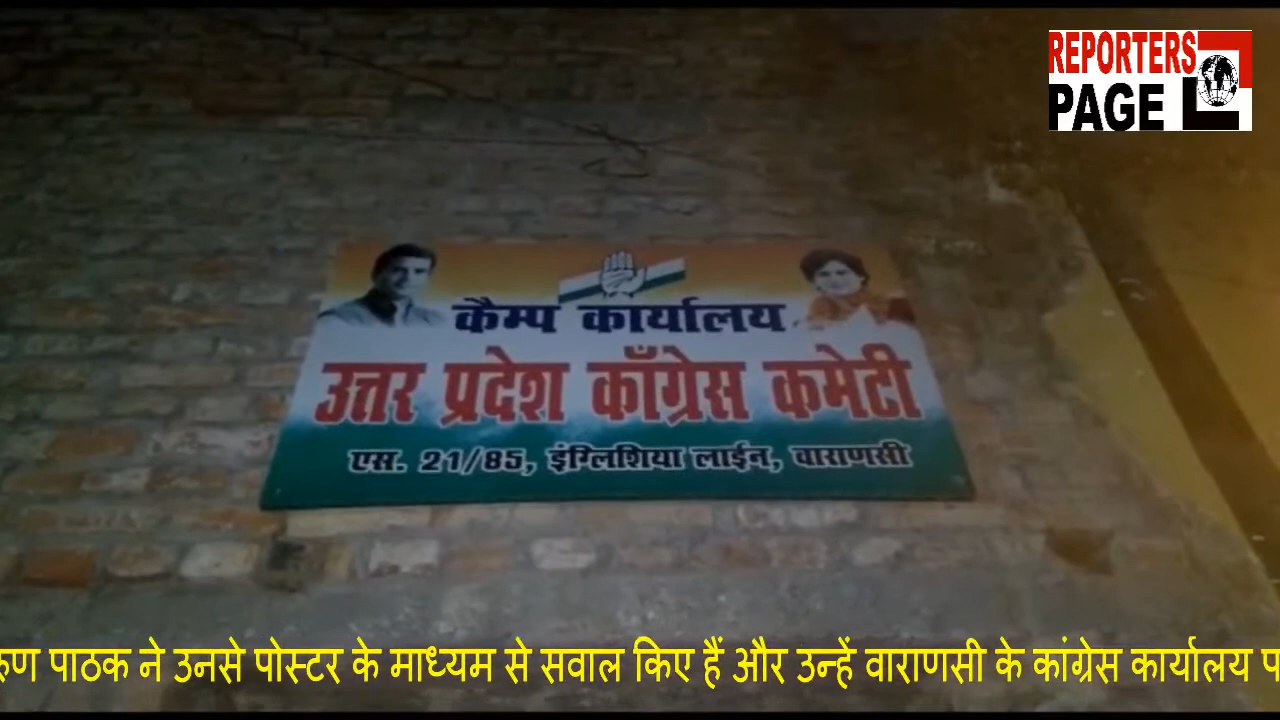 REPORTERS
PAGE
कैम्प कार्यालय
उत्तर प्रदेश काँग्रेस कमेटी
एस. 21/85, इंग्लिशिया लाईन, वाराणसी
पाठक ने उनसे पोस्टर के माध्यम से सवाल किए हैं और उन्हें वाराणसी के कांग्रेस कार्यालय